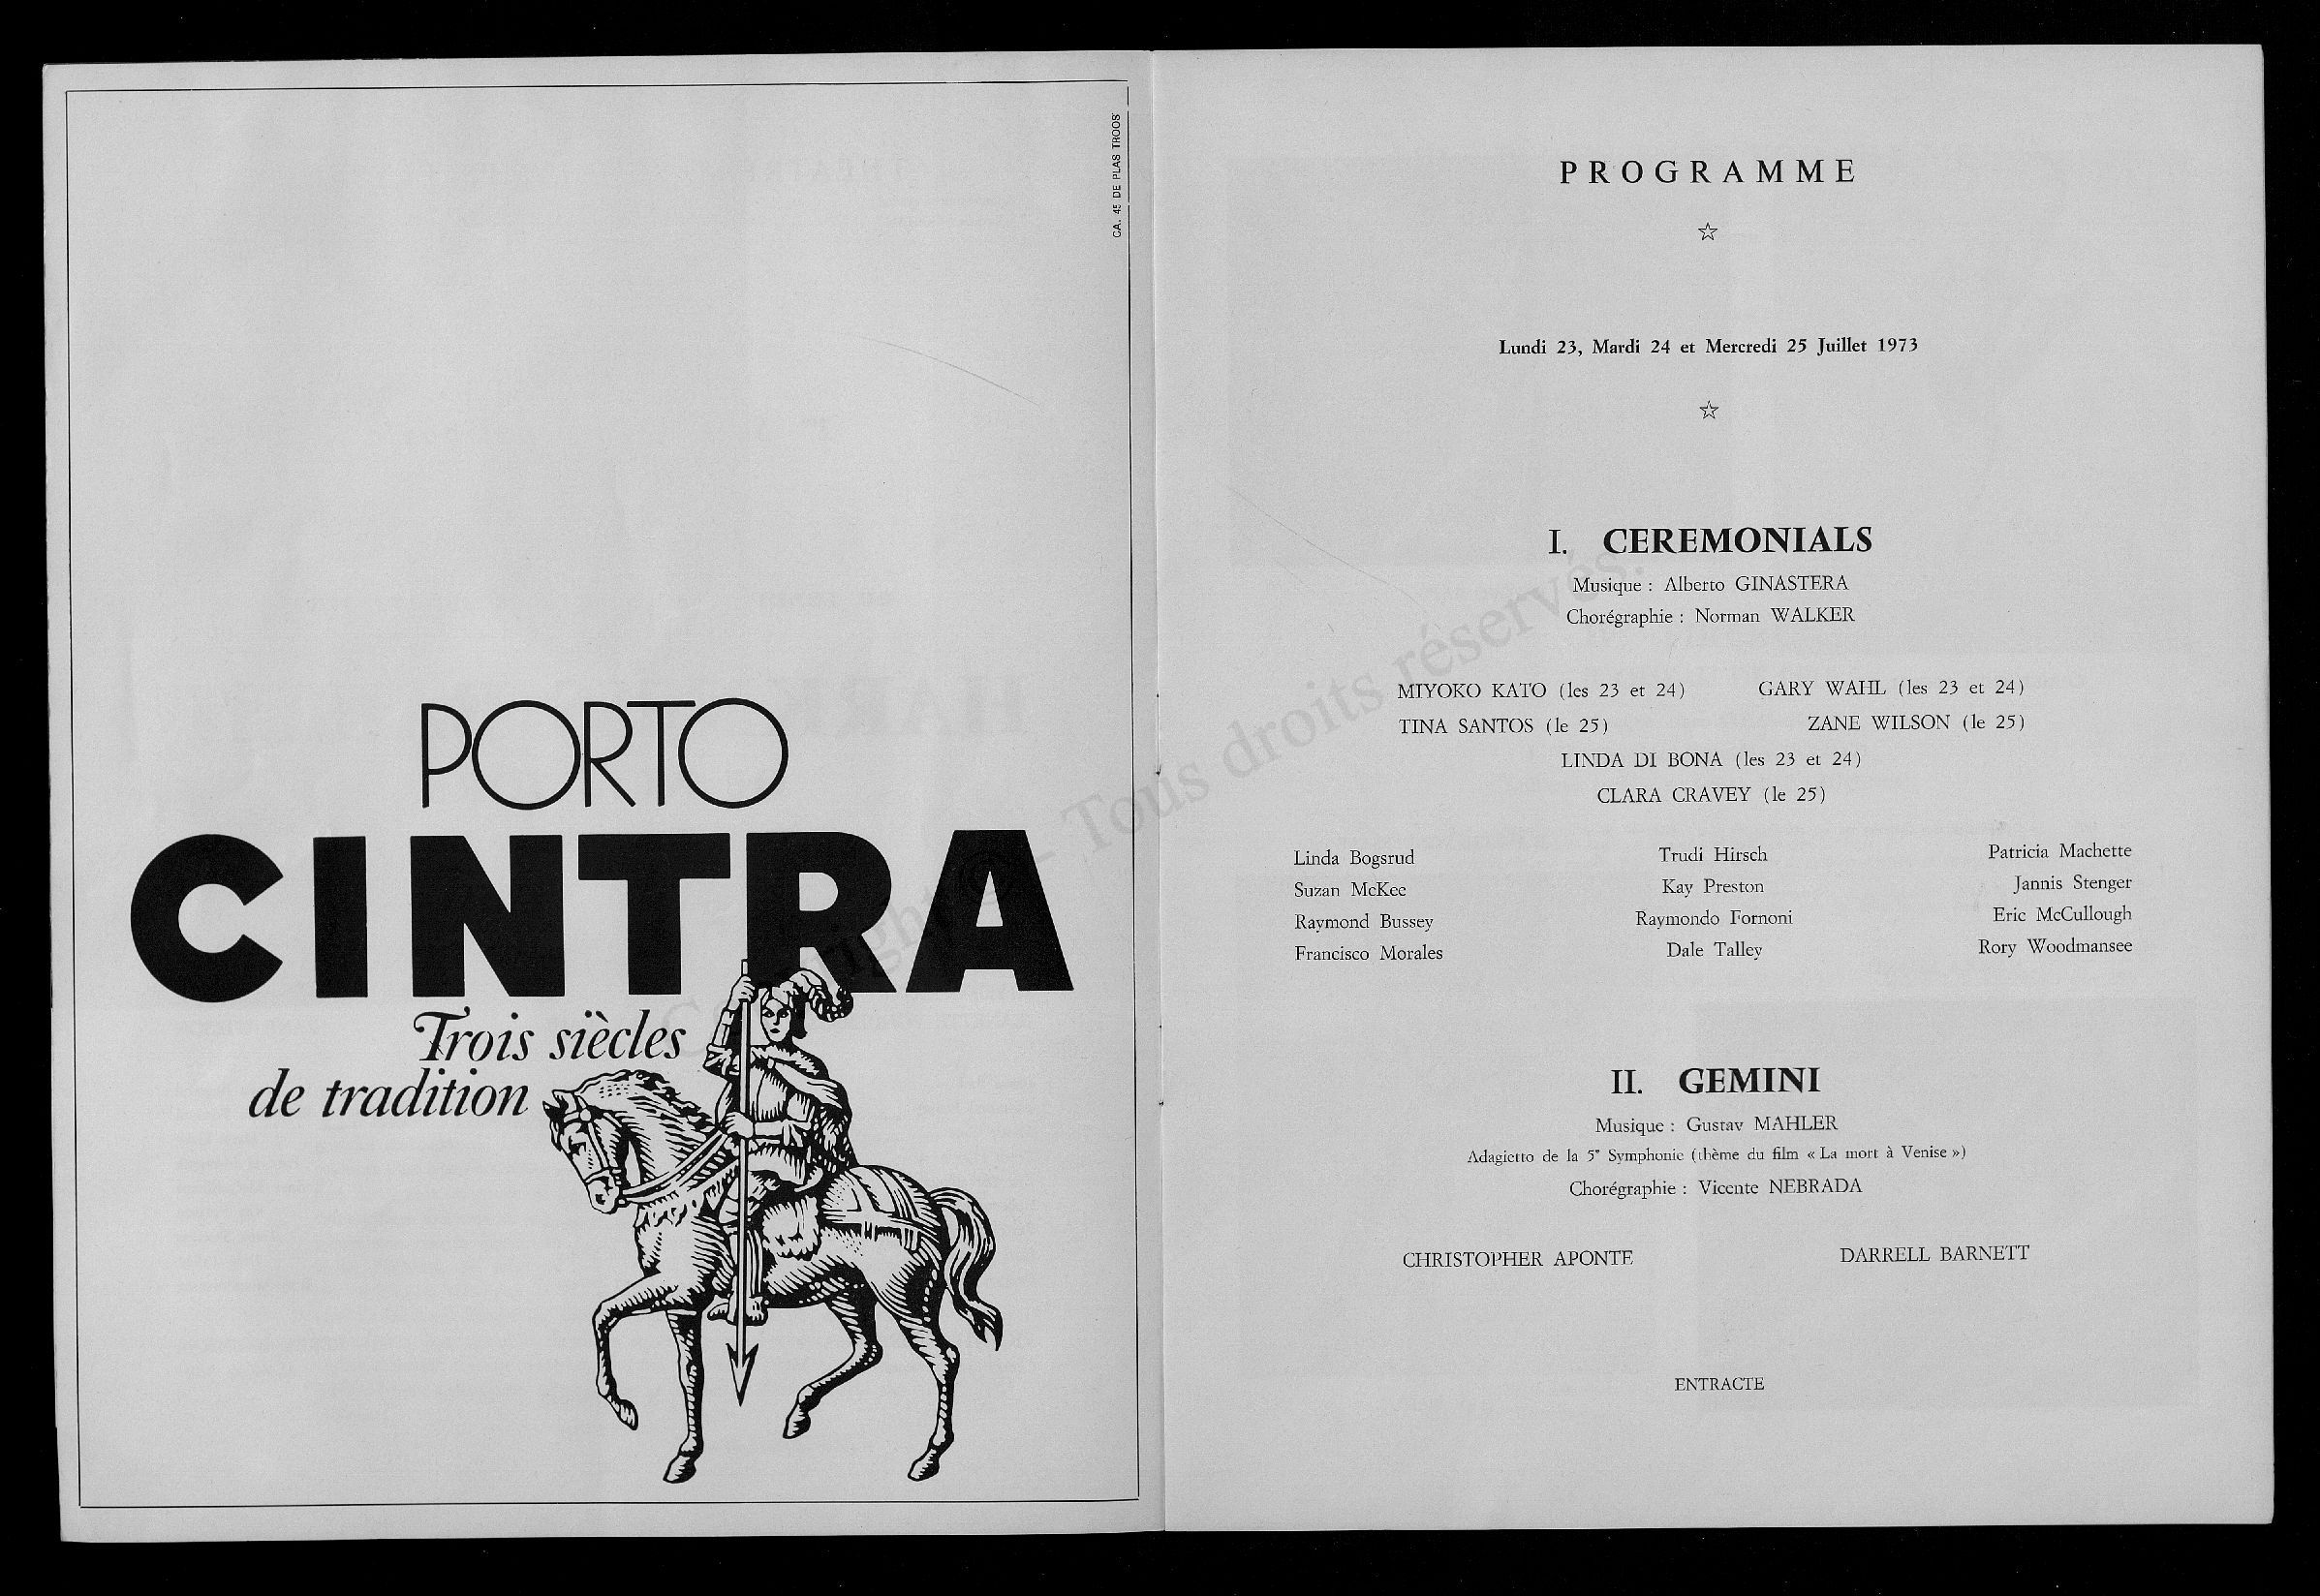 CA. 45 DE PLAS TROOS
PORTO
CINTRA
Trois siècles
de tradition
PROGRAMME
Lundi 23, Mardi 24 et Mercredi 25 Juillet 1973
I. CEREMONIALS
Musique : Alberto GINASTERA
Chorégraphie : Norman WALKER
MIYOKO KATO (les 23 et 24) GARY WAHL (les 23 et 24)
TINA SANTOS (le 25) ZANE WILSON (le 25)
LINDA DI BONA (les 23 et 24)
CLARA CRAVEY (le 25)
Linda Bogsrud Trudi Hirsch Patricia Machette
Suzan McKee Kay Preston Jannis Stenger
Raymond Bussey Raymondo Fornoni Eric McCullough
Francisco Morales Dale Talley Rory Woodmansee
II. GEMINI
Musique : Gustav MAHLER
Adagietto de la 5e Symphonie (thème du film « La mort à Venise »)
Chorégraphie : Vicente NEBRADA
CHRISTOPHER APONTE DARRELL BARNETT
ENTRACTE
Copyright © - Tous droits réservés.